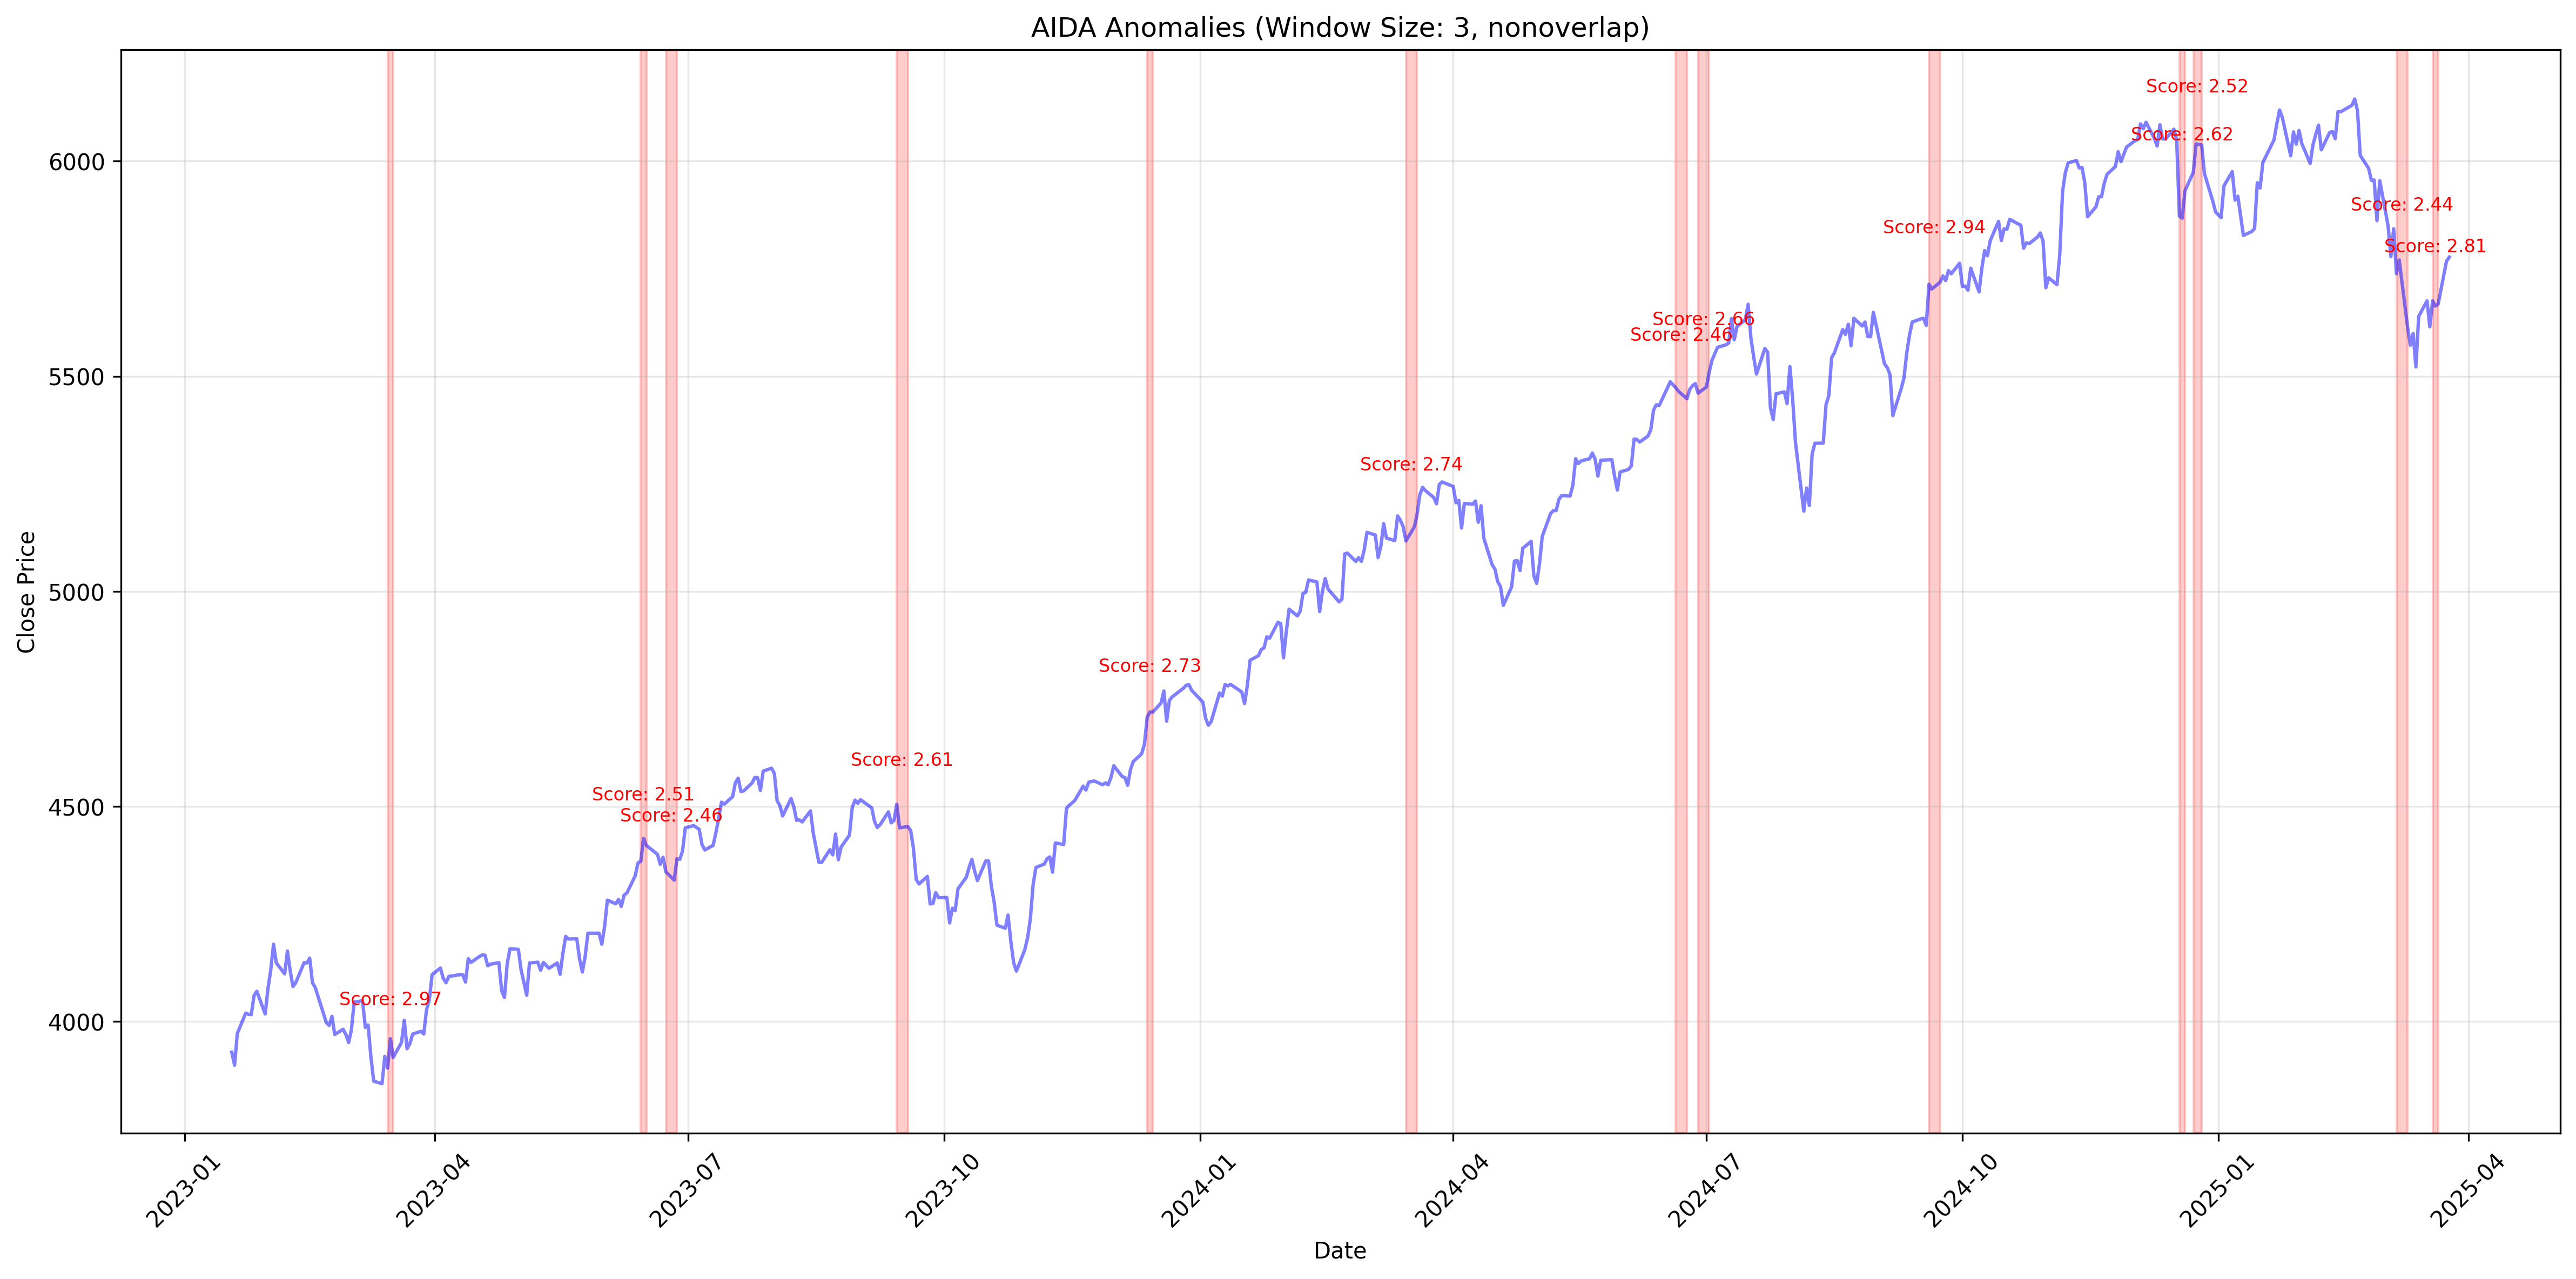 AIDA Anomalies (Window Size: 3, nonoverlap)
Score: 2.52
Score: 2.62
Score: 2.44
Score: 2.94
Score: 2.81
Score: 2.66
Score: 2.46
Score: 2.74
Score: 2.73
Score: 2.61
Score: 2.51
Score: 2.46
Score: 2.97
Close Price
6000
5500
5000
4500
4000
2023-01
2023-04
2023-07
2023-10
2024-01
2024-04
2024-07
2024-10
2025-01
2025-04
Date